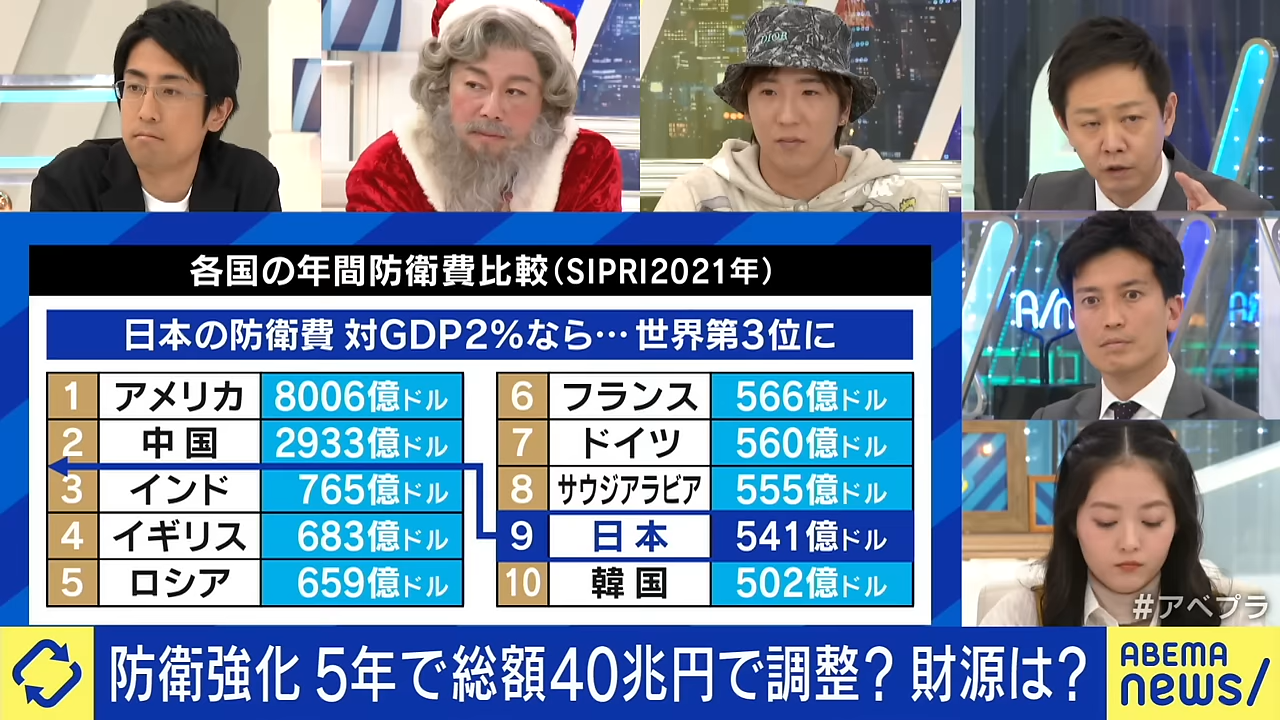 DIOR
各国の年間防衛費比較(SIPRI2021年)
日本の防衛費 対GDP2%なら… 世界第3位に
1 アメリカ 8006億ドル
2 中国 2933億ドル
3 インド 765億ドル
4 イギリス 683億ドル
5 ロシア 659億ドル
6 フランス 566億ドル
7 ドイツ 560億ドル
8 サウジアラビア 555億ドル
9 日本 541億ドル
10 韓国 502億ドル
#アベプラ
防衛強化 5年で総額40兆円で調整? 財源は?
ABEMA
news/